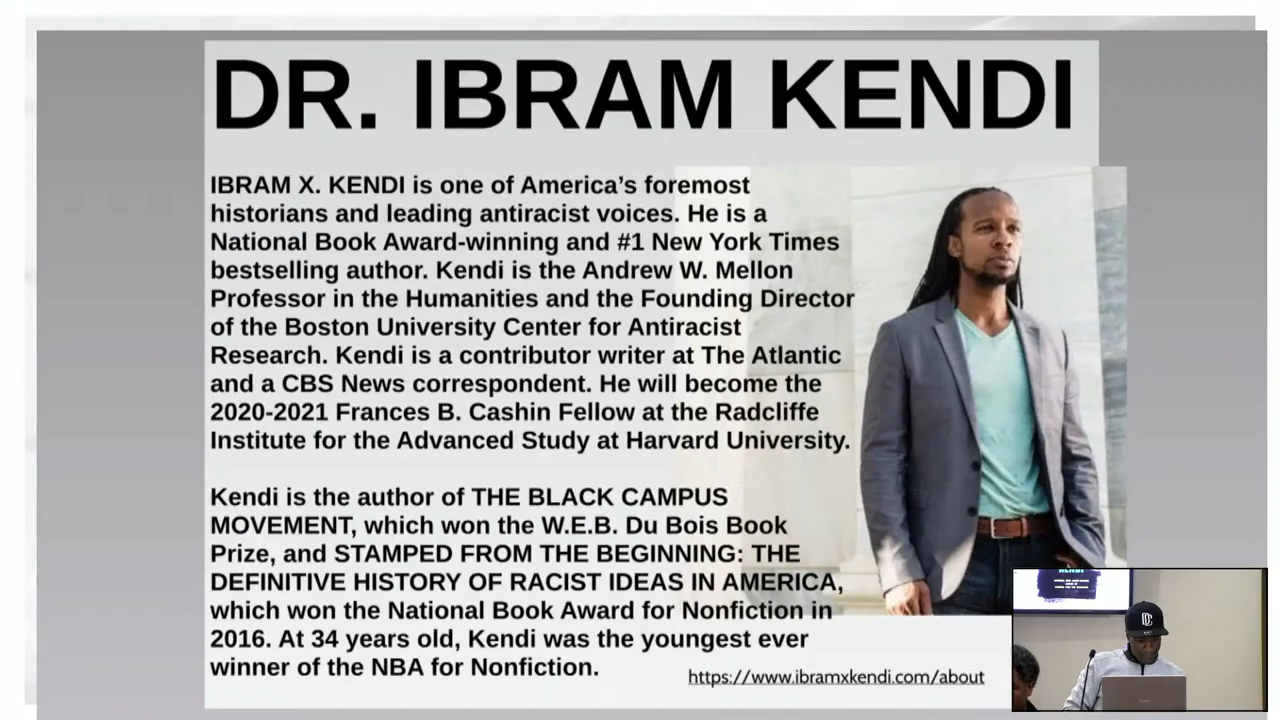 DR. IBRAM KENDI
IBRAM X. KENDI is one of America’s foremost
historians and leading antiracist voices. He is a
National Book Award-winning and #1 New York Times
bestselling author. Kendi is the Andrew W. Mellon
Professor in the Humanities and the Founding Director
of the Boston University Center for Antiracist
Research. Kendi is a contributor writer at The Atlantic
and a CBS News correspondent. He will become the
2020-2021 Frances B. Cashin Fellow at the Radcliffe
Institute for the Advanced Study at Harvard University.
Kendi is the author of THE BLACK CAMPUS
MOVEMENT, which won the W.E.B. Du Bois Book
Prize, and STAMPED FROM THE BEGINNING: THE
DEFINITIVE HISTORY OF RACIST IDEAS IN AMERICA,
which won the National Book Award for Nonfiction in
2016. At 34 years old, Kendi was the youngest ever
winner of the NBA for Nonfiction.
https://www.ibramxkendi.com/about